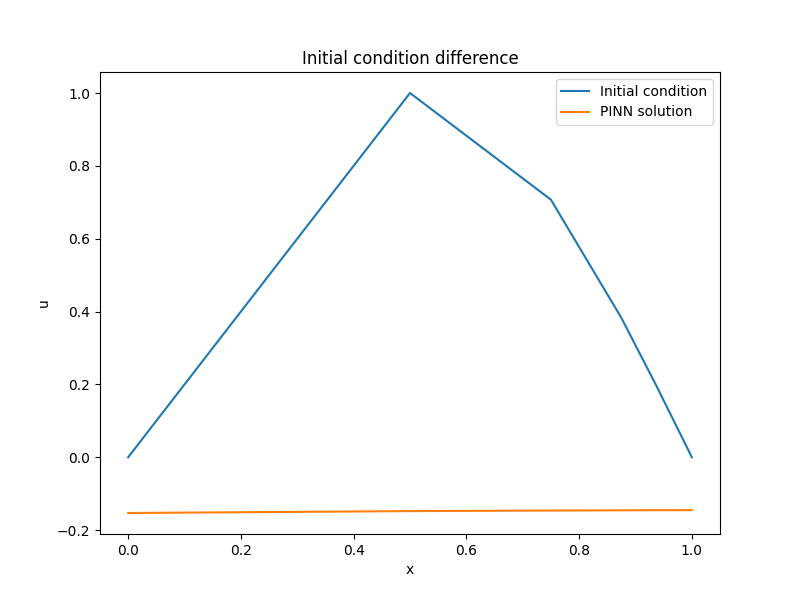 Initial condition difference
Initial condition
PINN solution
1.0
0.8
0.6
0.4
0.2
0.0
−0.2
u
0.0 0.2 0.4 0.6 0.8 1.0
x